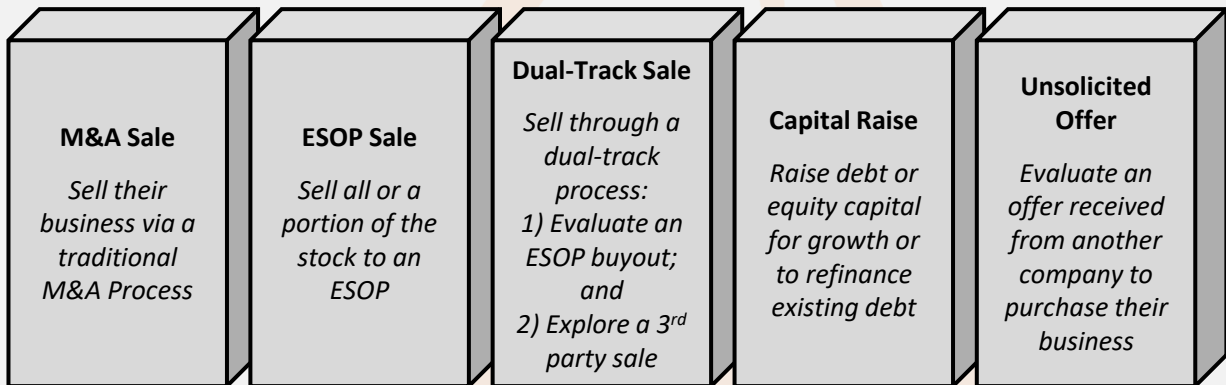 M&A Sale
Sell their
business via a
traditional
M&A Process
ESOP Sale
Sell all or a
portion of the
stock to an
ESOP
Dual-Track Sale
Sell through a
dual-track
process:
1) Evaluate an
ESOP buyout;
and
2) Explore a 3rd
party sale
Capital Raise
Raise debt or
equity capital
for growth or
to refinance
existing debt
Unsolicited
Offer
Evaluate an
offer received
from another
company to
purchase their
business